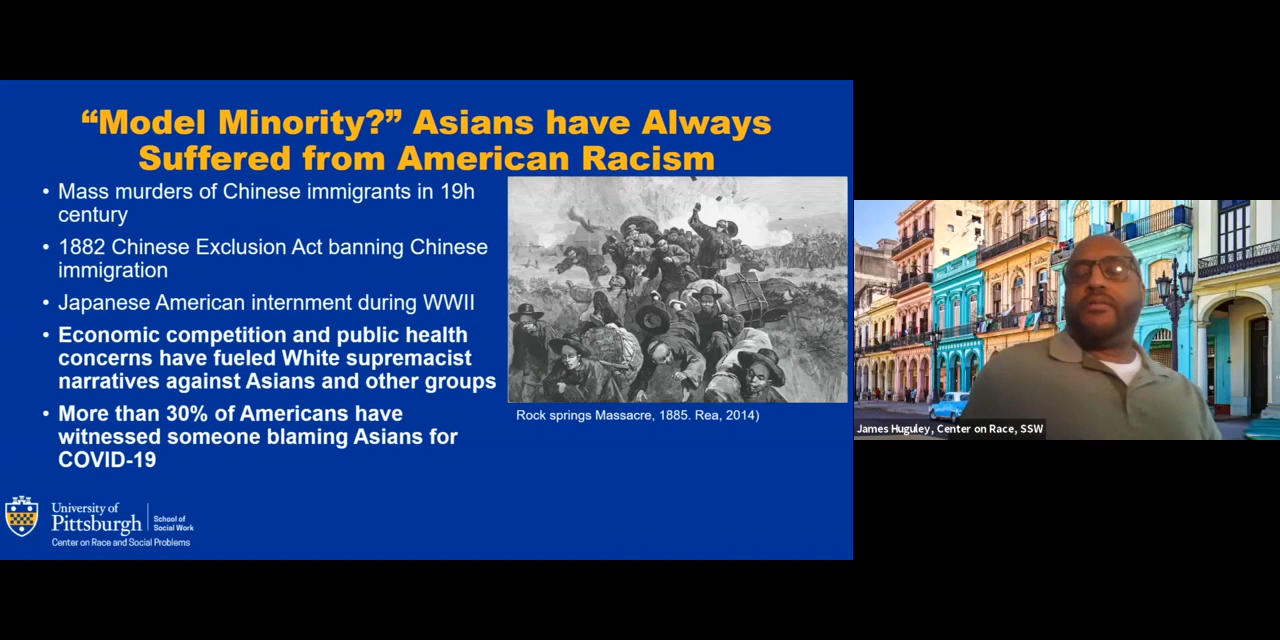 “Model Minority?” Asians have Always
Suffered from American Racism
• Mass murders of Chinese immigrants in 19h
century
• 1882 Chinese Exclusion Act banning Chinese
immigration
• Japanese American internment during WWII
• Economic competition and public health
concerns have fueled White supremacist
narratives against Asians and other groups
• More than 30% of Americans have
witnessed someone blaming Asians for
COVID-19
Rock springs Massacre, 1885. Rea, 2014)
University of
Pittsburgh
School of
Social Work
Center on Race and Social Problems
James Huguley, Center on Race, SSW